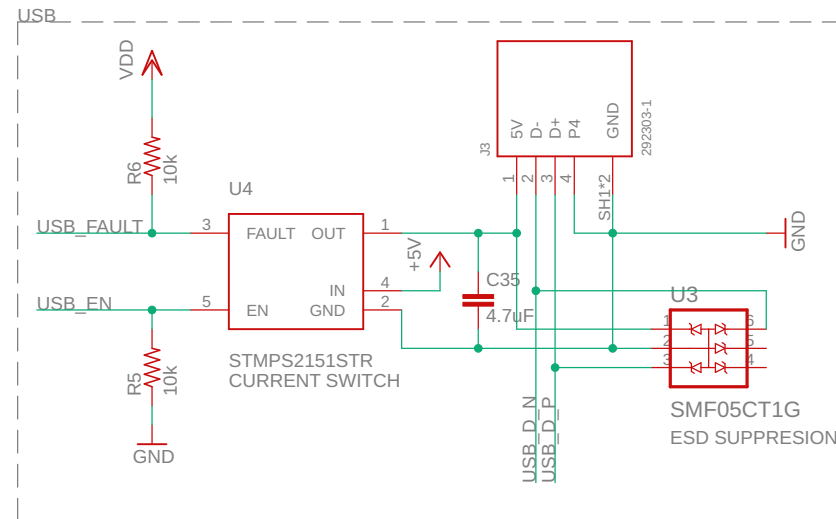 USB
VDD
R6
10k
USB_FAULT
U4
3
FAULT
OUT
1
+5V
IN
4
USB_EN
5
EN
GND
2
STMPS2151STR
CURRENT SWITCH
R5
10k
GND
J3
5V
D-
D+
P4
GND
292303-1
1
2
3
4
SH1*2
GND
C35
4.7uF
USB_D_N
USB_D_P
U3
1
2
3
6
5
4
SMF05CT1G
ESD SUPPRESION